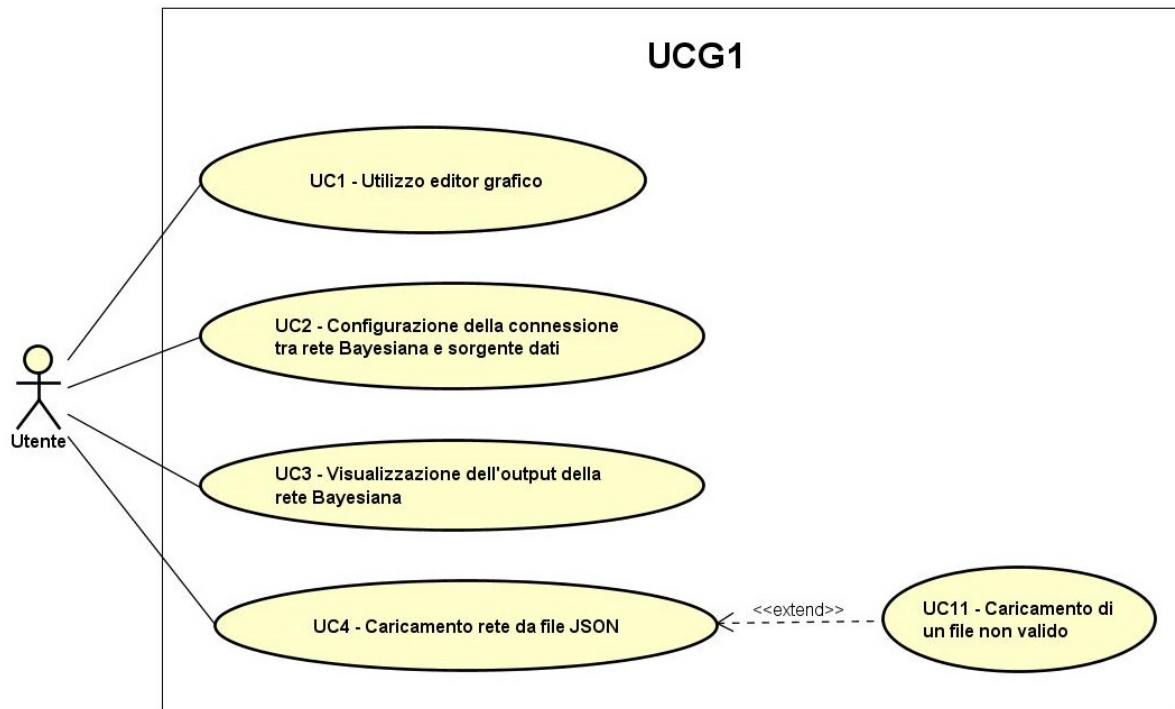 UCG1
UC1 - Utilizzo editor grafico
UC2 - Configurazione della connessione
tra rete Bayesiana e sorgente dati
Utente
UC3 - Visualizzazione dell'output della
rete Bayesiana
UC4 - Caricamento rete da file JSON
<<extend>>
UC11 - Caricamento di
un file non valido